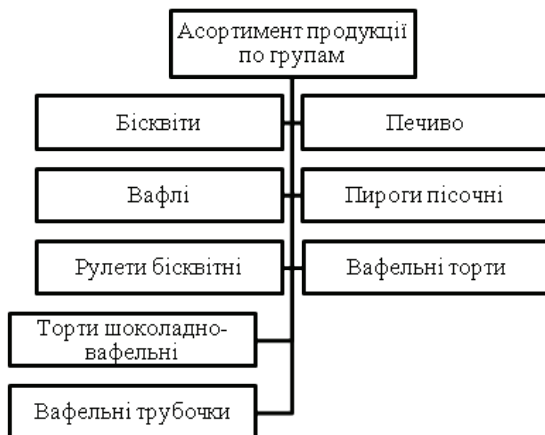 Асортимент продукції
по групам
Бісквіти
Печиво
Вафлі
Пироги пісочні
Рулети бісквітні
Вафельні торти
Торти шоколадно-
вафельні
Вафельні трубочки